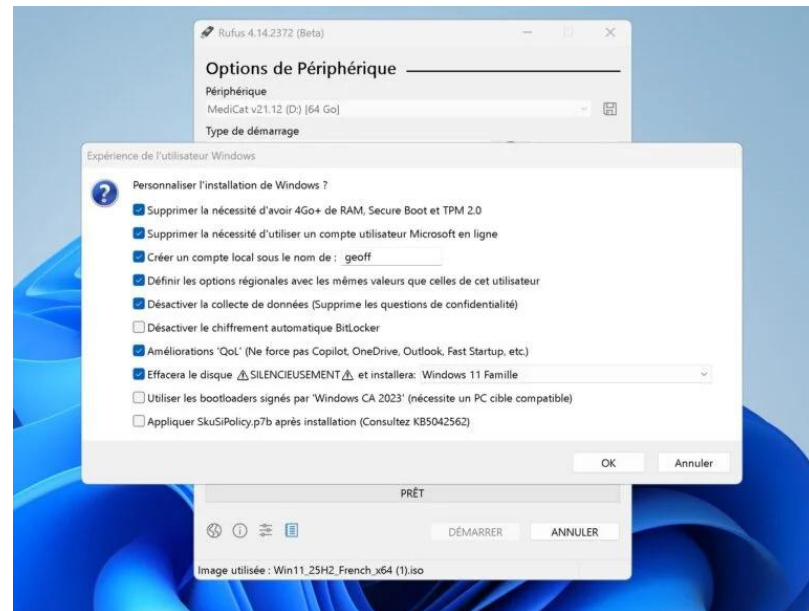 Rufus 4.14.2372 (Beta)
Options de Périphérique
Périphérique
MediCat v21.12 (D:) [64 Go]
Type de démarrage
Expérience de l'utilisateur Windows
Personnaliser l'installation de Windows ?
Supprimer la nécessité d'avoir 4Go+ de RAM, Secure Boot et TPM 2.0
Supprimer la nécessité d'utiliser un compte utilisateur Microsoft en ligne
Créer un compte local sous le nom de : geoff
Définir les options régionales avec les mêmes valeurs que celles de cet utilisateur
Désactiver la collecte de données (Supprime les questions de confidentialité)
Désactiver le chiffrement automatique BitLocker
Améliorations 'QoL' (Ne force pas Copilot, OneDrive, Outlook, Fast Startup, etc.)
Effacera le disque ⚠SILENCIEUSEMENT⚠ et installera: Windows 11 Famille
Utiliser les bootloaders signés par 'Windows CA 2023' (nécessite un PC cible compatible)
Appliquer SkuSiPolicy.p7b après installation (Consultez KB5042562)
OK Annuler
PRÊT
DÉMARRER ANNULER
Image utilisée : Win11_25H2_French_x64 (1).iso